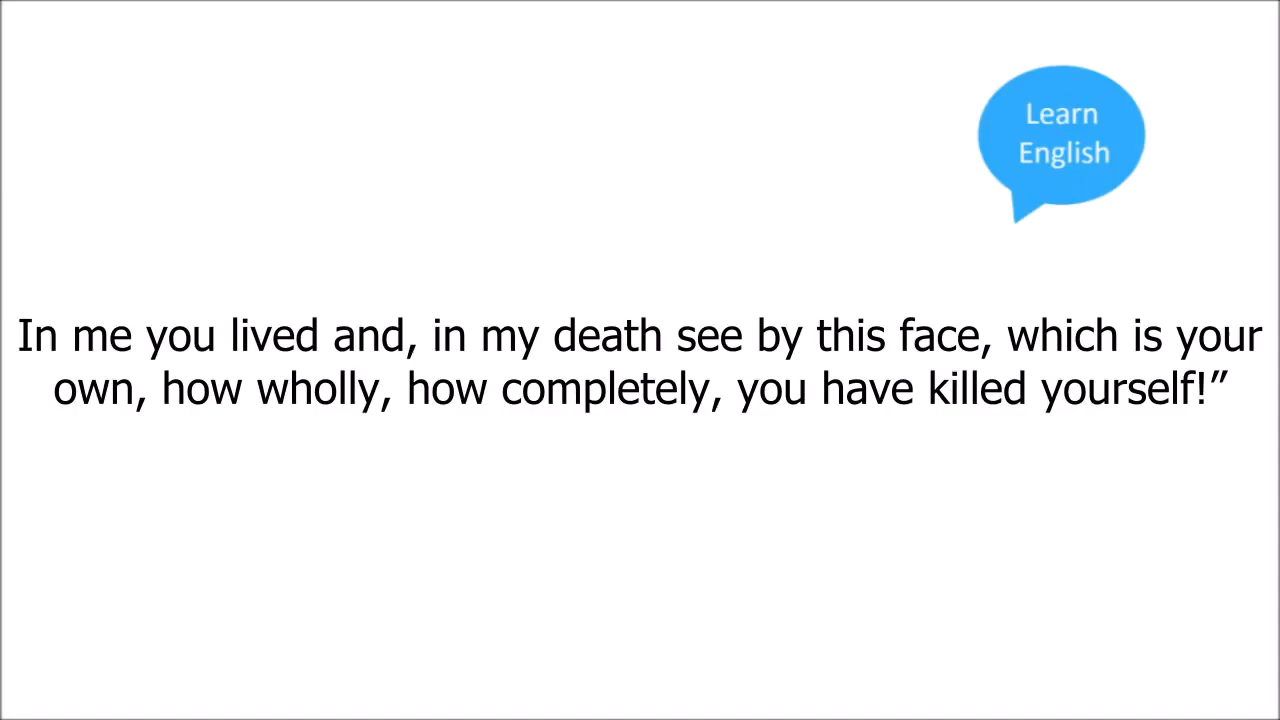 Learn
English
In me you lived and, in my death see by this face, which is your
own, how wholly, how completely, you have killed yourself!”